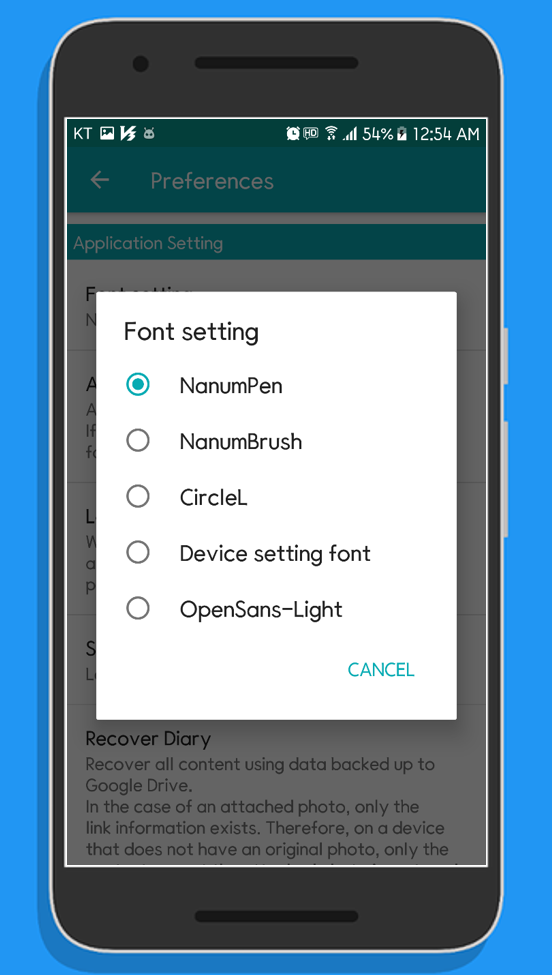 KT HD 54% 12:54 AM
Preferences
Application Setting
Font setting
NanumPen
NanumBrush
CircleL
Device setting font
OpenSans-Light
CANCEL
Recover Diary
Recover all content using data backed up to
Google Drive.
In the case of an attached photo, only the
link information exists. Therefore, on a device
that does not have an original photo, only the